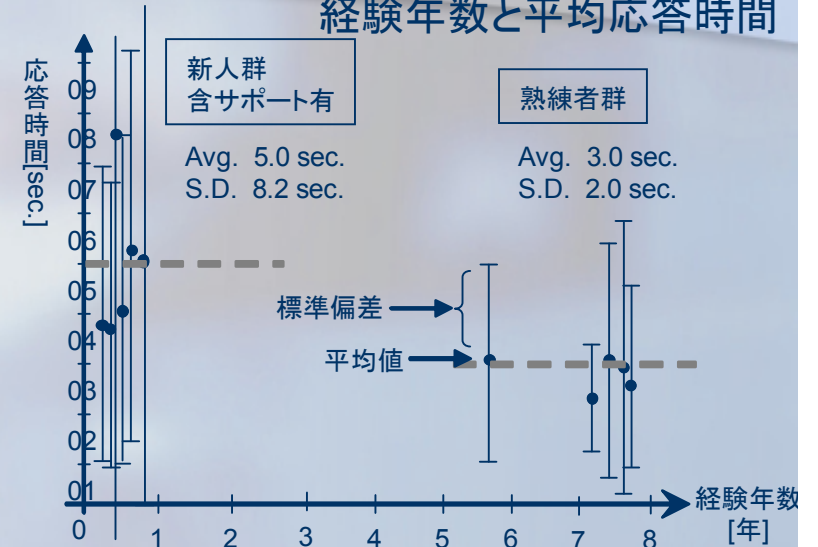 経験年数と平均応答時間
応答時間[sec.]
新人群
含サポート有
Avg. 5.0 sec.
S.D. 8.2 sec.
熟練者群
Avg. 3.0 sec.
S.D. 2.0 sec.
09
08
07
06
05
04
03
02
01
標準偏差
平均値
0 1 2 3 4 5 6 7 8
経験年数
[年]